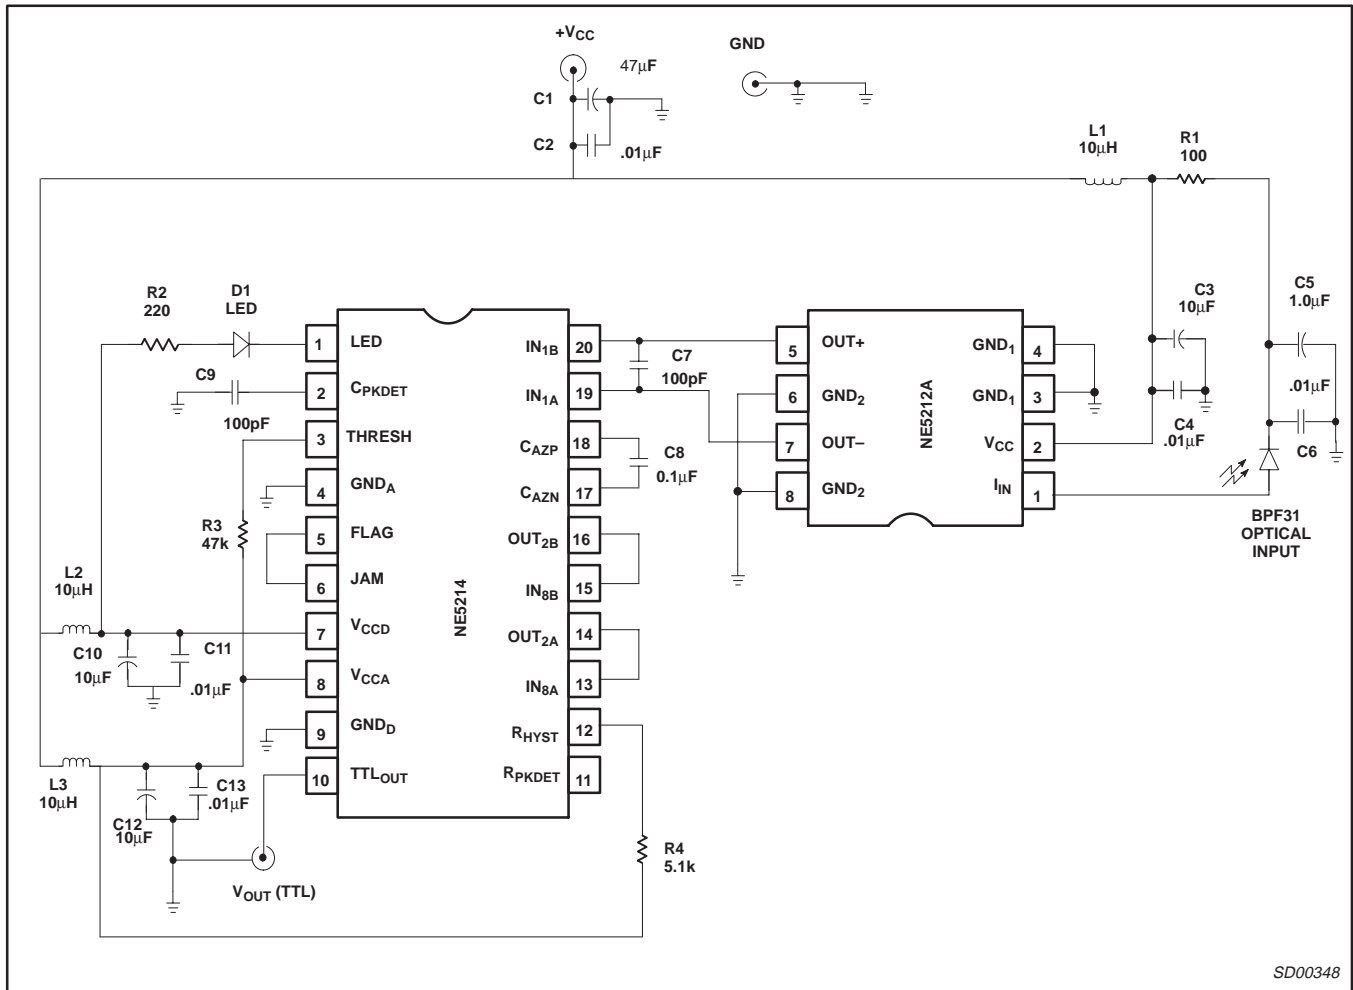 +VCC
GND
47μF
C1
C2
.01μF
L1
10μH
R1
100
R2
220
D1
LED
C3
10μF
C5
1.0μF
1
LED
IN1B
20
5
OUT+
GND1
4
C7
100pF
C9
100pF
2
CPKDET
IN1A
19
6
GND2
GND1
3
.01μF
C4
.01μF
C6
3
THRESH
CAZP
18
7
OUT–
VCC
2
C8
0.1μF
4
GNDA
CAZN
17
8
GND2
IIN
1
NE5212A
BPF31
OPTICAL
INPUT
R3
47k
5
FLAG
OUT2B
16
6
JAM
IN8B
15
L2
10μH
NE5214
7
VCCD
OUT2A
14
C10
10μF
C11
.01μF
8
VCCA
IN8A
13
9
GNDD
RHYST
12
10
TTLOUT
RPKDET
11
L3
10μH
C13
.01μF
C12
10μF
R4
5.1k
VOUT (TTL)
SD00348